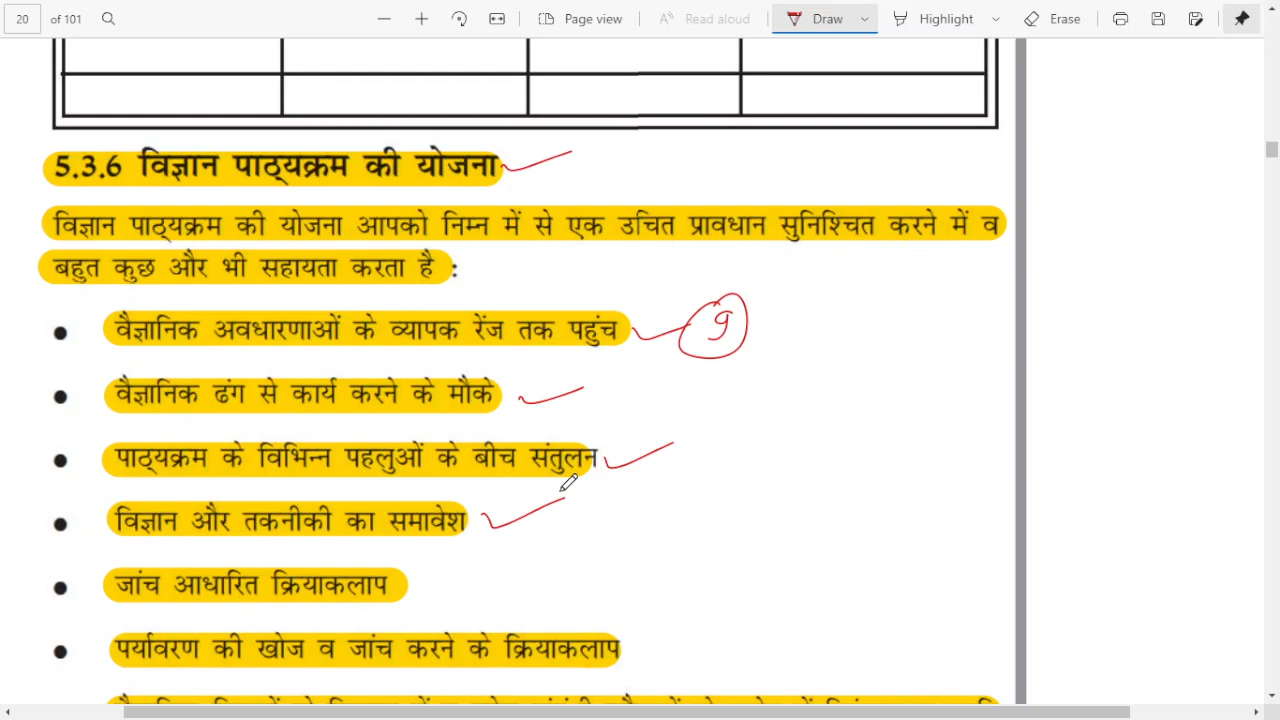 20 of 101 Page view Read aloud Draw Highlight Erase
5.3.6 विज्ञान पाठ्यक्रम की योजना
विज्ञान पाठ्यक्रम की योजना आपको निम्न में से एक उचित प्रावधान सुनिश्चित करने में व
बहुत कुछ और भी सहायता करता है :
● वैज्ञानिक अवधारणाओं के व्यापक रेंज तक पहुंच 9
● वैज्ञानिक ढंग से कार्य करने के मौके
● पाठ्यक्रम के विभिन्न पहलुओं के बीच संतुलन
● विज्ञान और तकनीकी का समावेश
● जांच आधारित क्रियाकलाप
● पर्यावरण की खोज व जांच करने के क्रियाकलाप